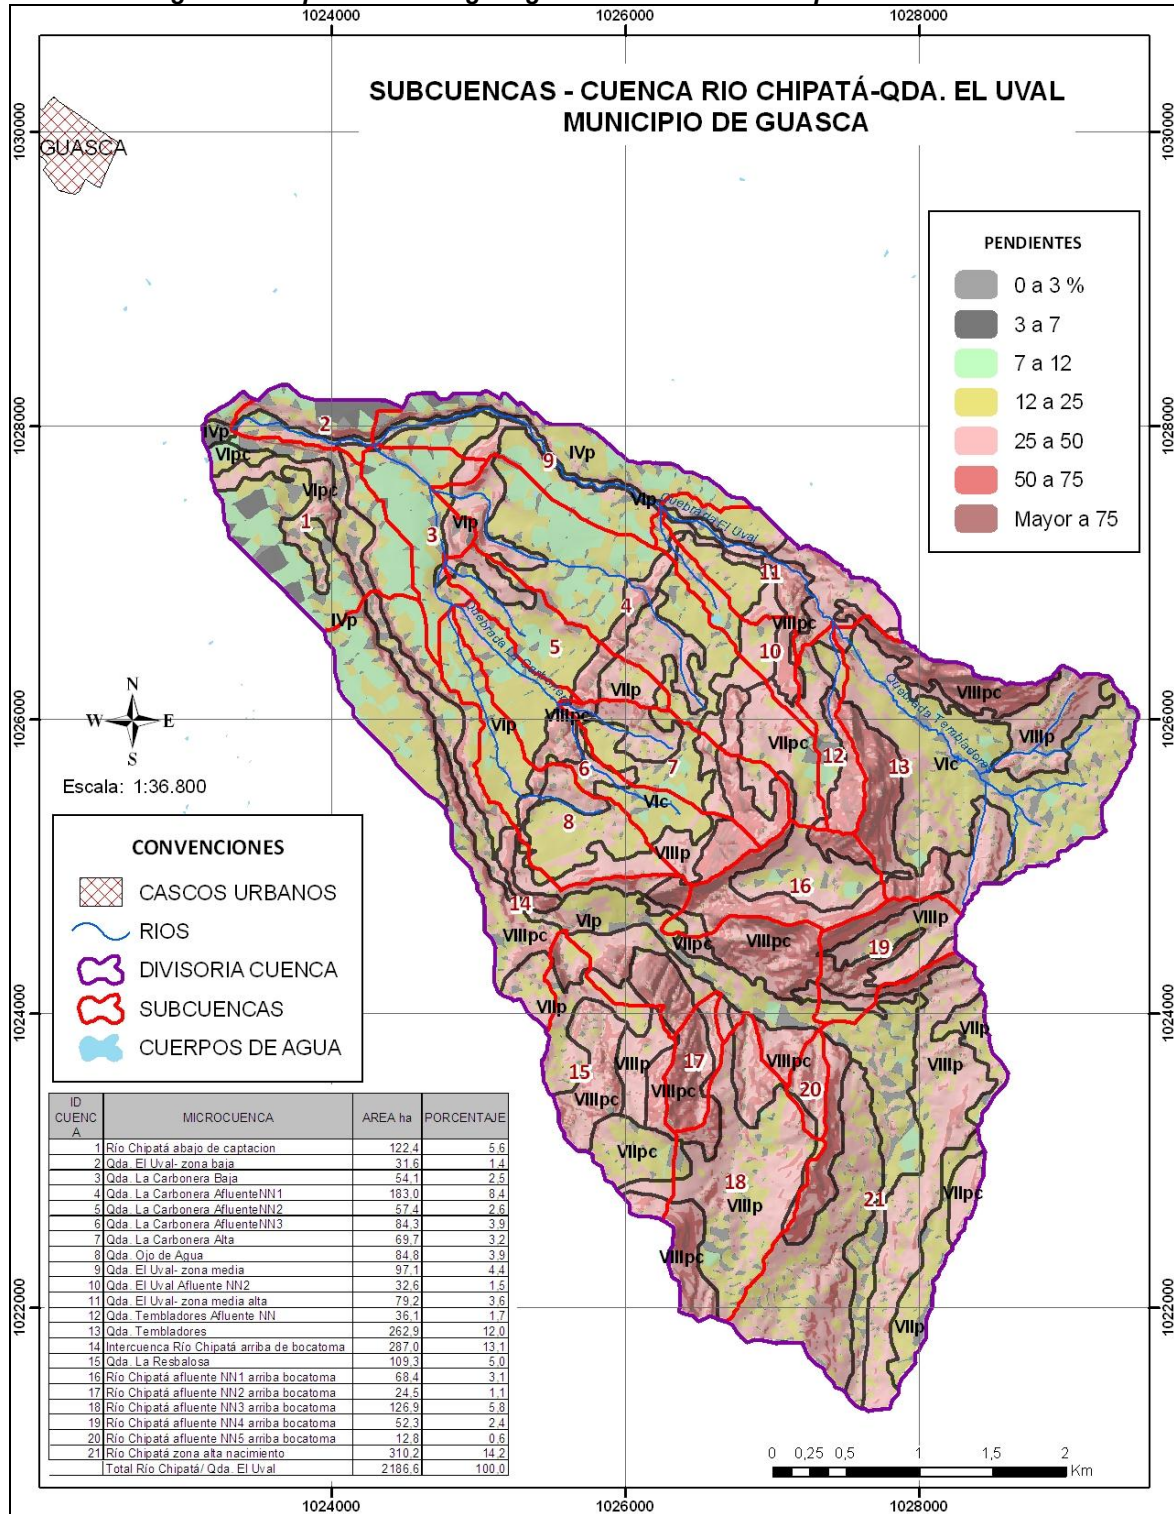 1024000
1026000
1028000
SUBCUENCAS - CUENCA RIO CHIPATÁ-QDA. EL UVAL
MUNICIPIO DE GUASCA
1030000
1030000
GUASCA
PENDIENTES
0 a 3 %
3 a 7
7 a 12
12 a 25
25 a 50
50 a 75
Mayor a 75
1028000
1028000
2
IVp
VIpc
9
IVp
VIpc
1
VIp
3
VIp
Quebrada El Uval
11
4
VIIIpc
IVp
Quebrada La Carbonera
5
10
VIIp
VIIIpc
Quebrada Tembladores
N
W E
S
1026000
1026000
VIp
VIIIpc
VIIpc
VIIIp
12
13
VIc
6
7
Escala: 1:36.800
VIc
8
VIIIp
16
CONVENCIONES
CASCOS URBANOS
RIOS
DIVISORIA CUENCA
SUBCUENCAS
CUERPOS DE AGUA
14
VIIIpc
VIp
VIIpc
VIIIpc
19
VIIIp
1024000
1024000
VIIp
VIIp
15
VIIIp
17
VIIIpc
VIIIp
VIIIpc
VIIIpc
20
VIIpc
18
VIIIp
21
VIIpc
VIIIpc
VIIp
1022000
1022000
ID CUENCA MICROCUENCA AREA ha PORCENTAJE
1 Río Chipatá abajo de captacion 122,4 5,6
2 Qda. El Uval- zona baja 31,6 1,4
3 Qda. La Carbonera Baja 54,1 2,5
4 Qda. La Carbonera AfluenteNN1 183,0 8,4
5 Qda. La Carbonera AfluenteNN2 57,4 2,6
6 Qda. La Carbonera AfluenteNN3 84,3 3,9
7 Qda. La Carbonera Alta 69,7 3,2
8 Qda. Ojo de Agua 84,8 3,9
9 Qda. El Uval- zona media 97,1 4,4
10 Qda. El Uval Afluente NN2 32,6 1,5
11 Qda. El Uval- zona media alta 79,2 3,6
12 Qda. Tembladores Afluente NN 36,1 1,7
13 Qda. Tembladores 262,9 12,0
14 Intercuenca Río Chipatá arriba de bocatoma 287,0 13,1
15 Qda. La Resbalosa 109,3 5,0
16 Río Chipatá afluente NN1 arriba bocatoma 68,4 3,1
17 Río Chipatá afluente NN2 arriba bocatoma 24,5 1,1
18 Río Chipatá afluente NN3 arriba bocatoma 126,9 5,8
19 Río Chipatá afluente NN4 arriba bocatoma 52,3 2,4
20 Río Chipatá afluente NN5 arriba bocatoma 12,8 0,6
21 Río Chipatá zona alta nacimiento 310,2 14,2
Total Río Chipatá/ Qda. El Uval 2186,6 100,0
0 0,25 0,5 1 1,5 2
Km
1024000
1026000
1028000